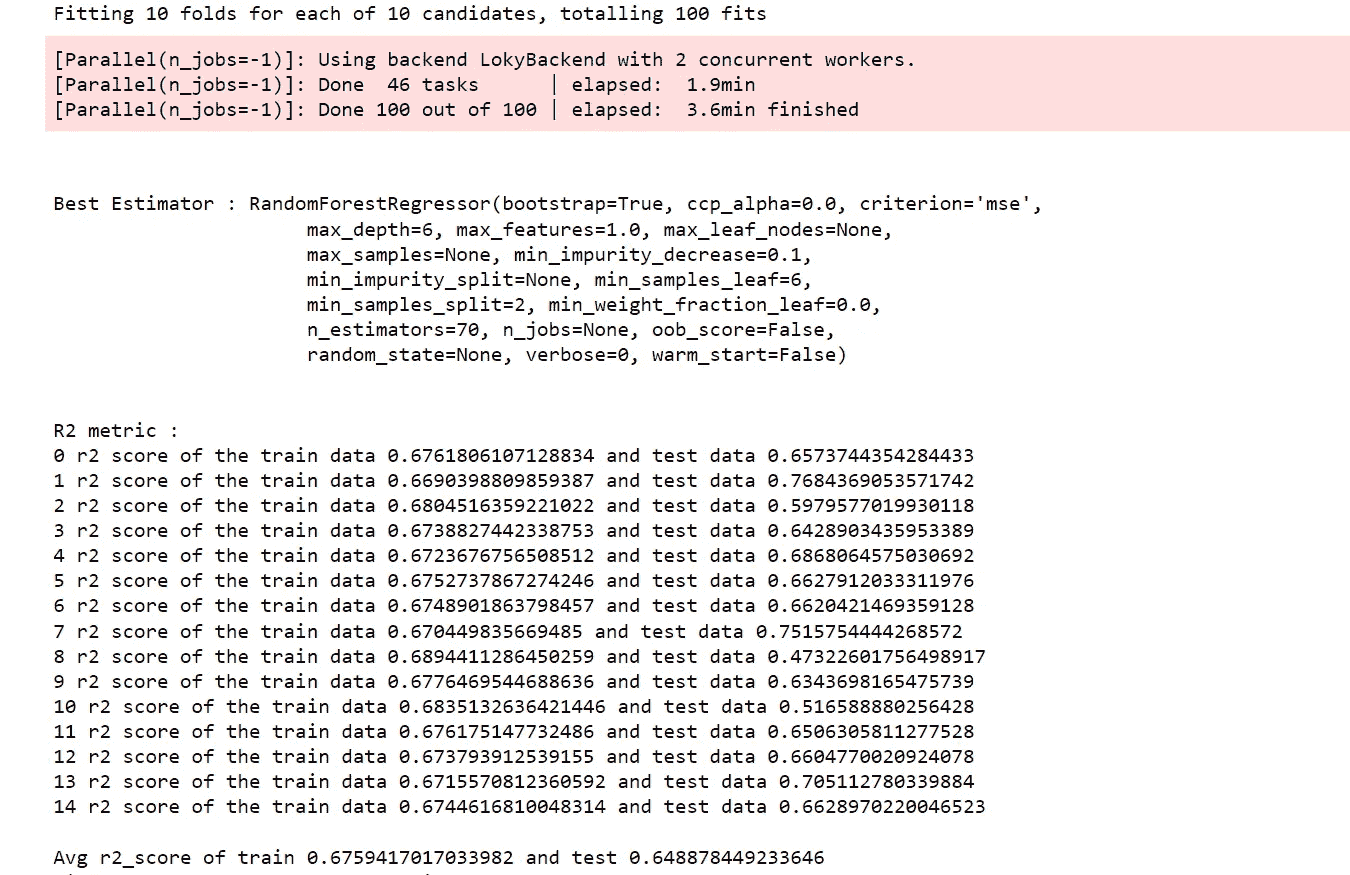 Fitting 10 folds for each of 10 candidates, totalling 100 fits
[Parallel(n_jobs=-1)]: Using backend LokyBackend with 2 concurrent workers.
[Parallel(n_jobs=-1)]: Done  46 tasks      | elapsed:  1.9min
[Parallel(n_jobs=-1)]: Done 100 out of 100 | elapsed:  3.6min finished
Best Estimator : RandomForestRegressor(bootstrap=True, ccp_alpha=0.0, criterion='mse',
max_depth=6, max_features=1.0, max_leaf_nodes=None,
max_samples=None, min_impurity_decrease=0.1,
min_impurity_split=None, min_samples_leaf=6,
min_samples_split=2, min_weight_fraction_leaf=0.0,
n_estimators=70, n_jobs=None, oob_score=False,
random_state=None, verbose=0, warm_start=False)
R2 metric :
0 r2 score of the train data 0.6761806107128834 and test data 0.6573744354284433
1 r2 score of the train data 0.6690398809859387 and test data 0.7684369053571742
2 r2 score of the train data 0.6804516359221022 and test data 0.5979577019930118
3 r2 score of the train data 0.6738827442338753 and test data 0.6428903435953389
4 r2 score of the train data 0.6723676756508512 and test data 0.6868064575030692
5 r2 score of the train data 0.6752737867274246 and test data 0.6627912033311976
6 r2 score of the train data 0.6748901863798457 and test data 0.6620421469359128
7 r2 score of the train data 0.670449835669485 and test data 0.7515754444268572
8 r2 score of the train data 0.6894411286450259 and test data 0.47322601756498917
9 r2 score of the train data 0.6776469544688636 and test data 0.6343698165475739
10 r2 score of the train data 0.6835132636421446 and test data 0.516588880256428
11 r2 score of the train data 0.676175147732486 and test data 0.6506305811277528
12 r2 score of the train data 0.673793912539155 and test data 0.6604770020924078
13 r2 score of the train data 0.6715570812360592 and test data 0.705112780339884
14 r2 score of the train data 0.6744616810048314 and test data 0.6628970220046523
Avg r2_score of train 0.6759417017033982 and test 0.648878449233646